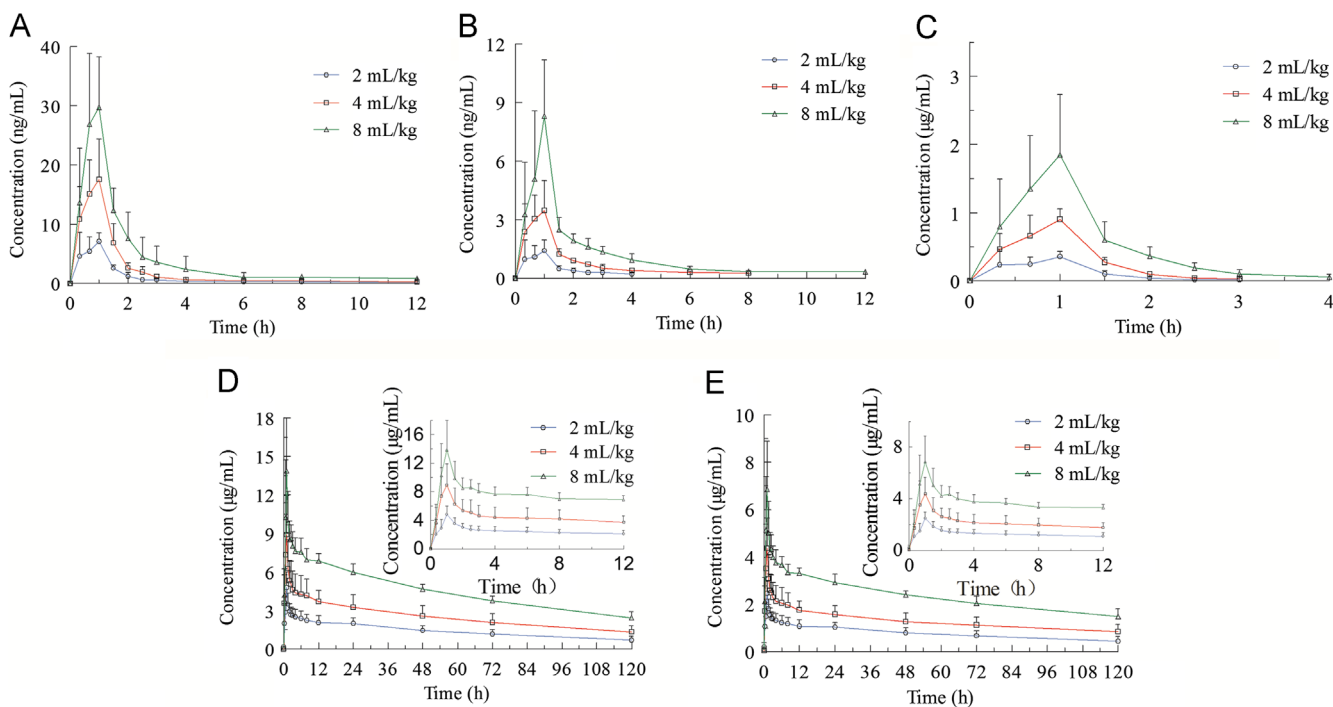 A
Concentration (ng/mL)
40
30
20
10
0
0 2 4 6 8 10 12
Time (h)
2 mL/kg
4 mL/kg
8 mL/kg
B
Concentration (ng/mL)
12
9
6
3
0
0 2 4 6 8 10 12
Time (h)
2 mL/kg
4 mL/kg
8 mL/kg
C
Concentration (μg/mL)
3
2
1
0
0 1 2 3 4
Time (h)
2 mL/kg
4 mL/kg
8 mL/kg
D
Concentration (μg/mL)
18
15
12
9
6
3
0
0 12 24 36 48 60 72 84 96 108 120
Time (h)
Concentration (μg/mL)
16
12
8
4
0
0 4 8 12
Time (h)
2 mL/kg
4 mL/kg
8 mL/kg
E
Concentration (μg/mL)
10
8
6
4
2
0
0 12 24 36 48 60 72 84 96 108 120
Time (h)
Concentration (μg/mL)
8
4
0
0 4 8 12
Time (h)
2 mL/kg
4 mL/kg
8 mL/kg